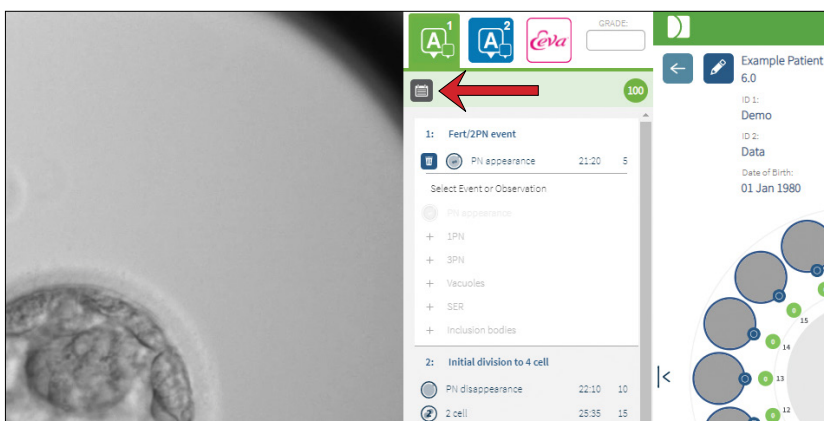 A 1
A 2
eva
GRADE:
100
1: Fert/2PN event
PN appearance 21:20 5
Select Event or Observation
PN appearance
+ 1PN
+ 3PN
+ Vacuoles
+ SER
+ Inclusion bodies
2: Initial division to 4 cell
PN disappearance 22:10 10
2 cell 25:35 15
Example Patient
6.0
ID 1:
Demo
ID 2:
Data
Date of Birth:
01 Jan 1980
0 15
0 14
0 13
0 12